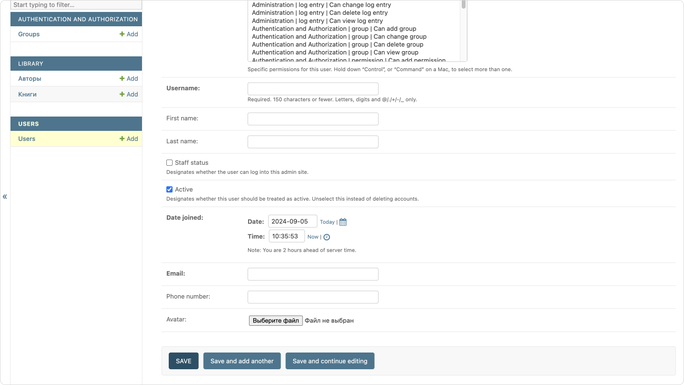 Start typing to filter...
AUTHENTICATION AND AUTHORIZATION
Groups
+ Add
LIBRARY
Авторы
+ Add
Книги
+ Add
USERS
Users
+ Add
«
Administration | log entry | Can change log entry
Administration | log entry | Can delete log entry
Administration | log entry | Can view log entry
Authentication and Authorization | group | Can add group
Authentication and Authorization | group | Can change group
Authentication and Authorization | group | Can delete group
Authentication and Authorization | group | Can view group
Authentication and Authorization | permission | Can add permission
Specific permissions for this user. Hold down "Control", or "Command" on a Mac, to select more than one.
Username:
Required. 150 characters or fewer. Letters, digits and @/./+/-/_ only.
First name:
Last name:
Staff status
Designates whether the user can log into this admin site.
Active
Designates whether this user should be treated as active. Unselect this instead of deleting accounts.
Date joined:
Date: 2024-09-05 Today |
Time: 10:35:53 Now |
Note: You are 2 hours ahead of server time.
Email:
Phone number:
Avatar:
Выберите файл Файл не выбран
SAVE
Save and add another
Save and continue editing